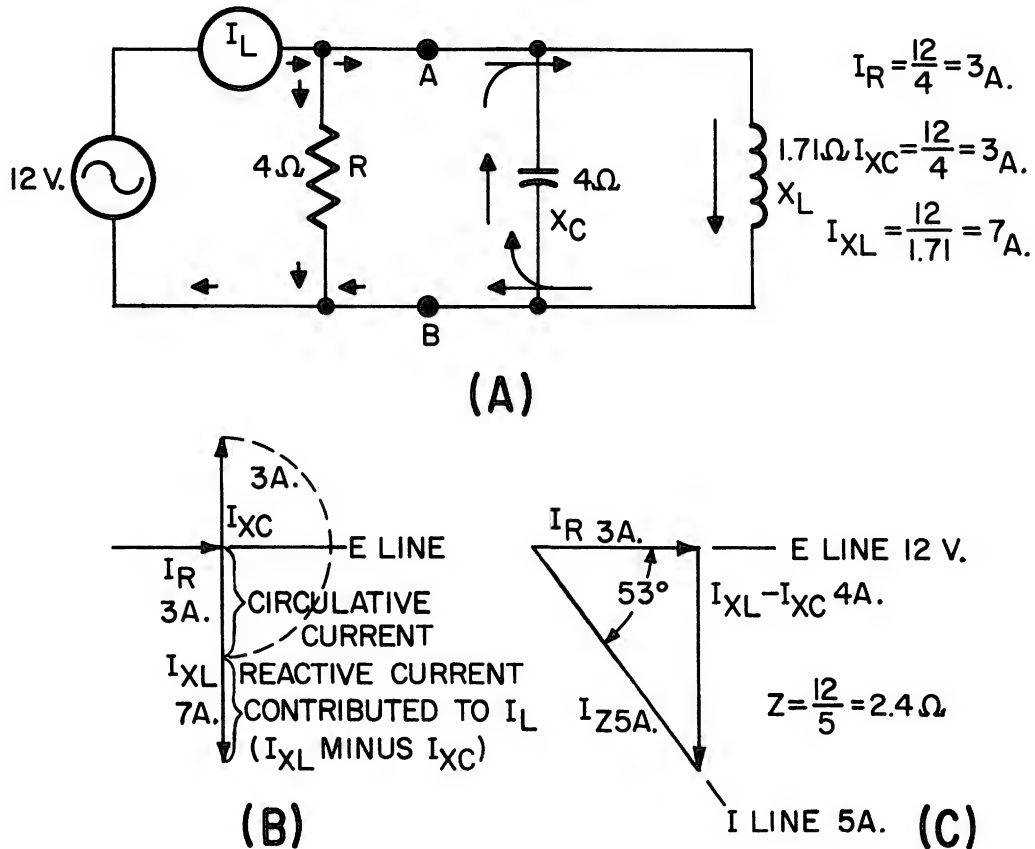 I_L
A
I_R = 12/4 = 3A.
12 V.
4Ω R
4Ω
X_C
1.71Ω
X_L
I_XC = 12/4 = 3A.
I_XL = 12/1.71 = 7A.
B
(A)
3A.
I_XC
E LINE
I_R
3A.
CIRCULATIVE
CURRENT
I_XL
7A.
REACTIVE CURRENT
CONTRIBUTED TO I_L
(I_XL MINUS I_XC)
(B)
I_R 3A.
E LINE 12 V.
53°
I_XL-I_XC 4A.
I_Z5A.
Z = 12/5 = 2.4Ω
I LINE 5A.
(C)